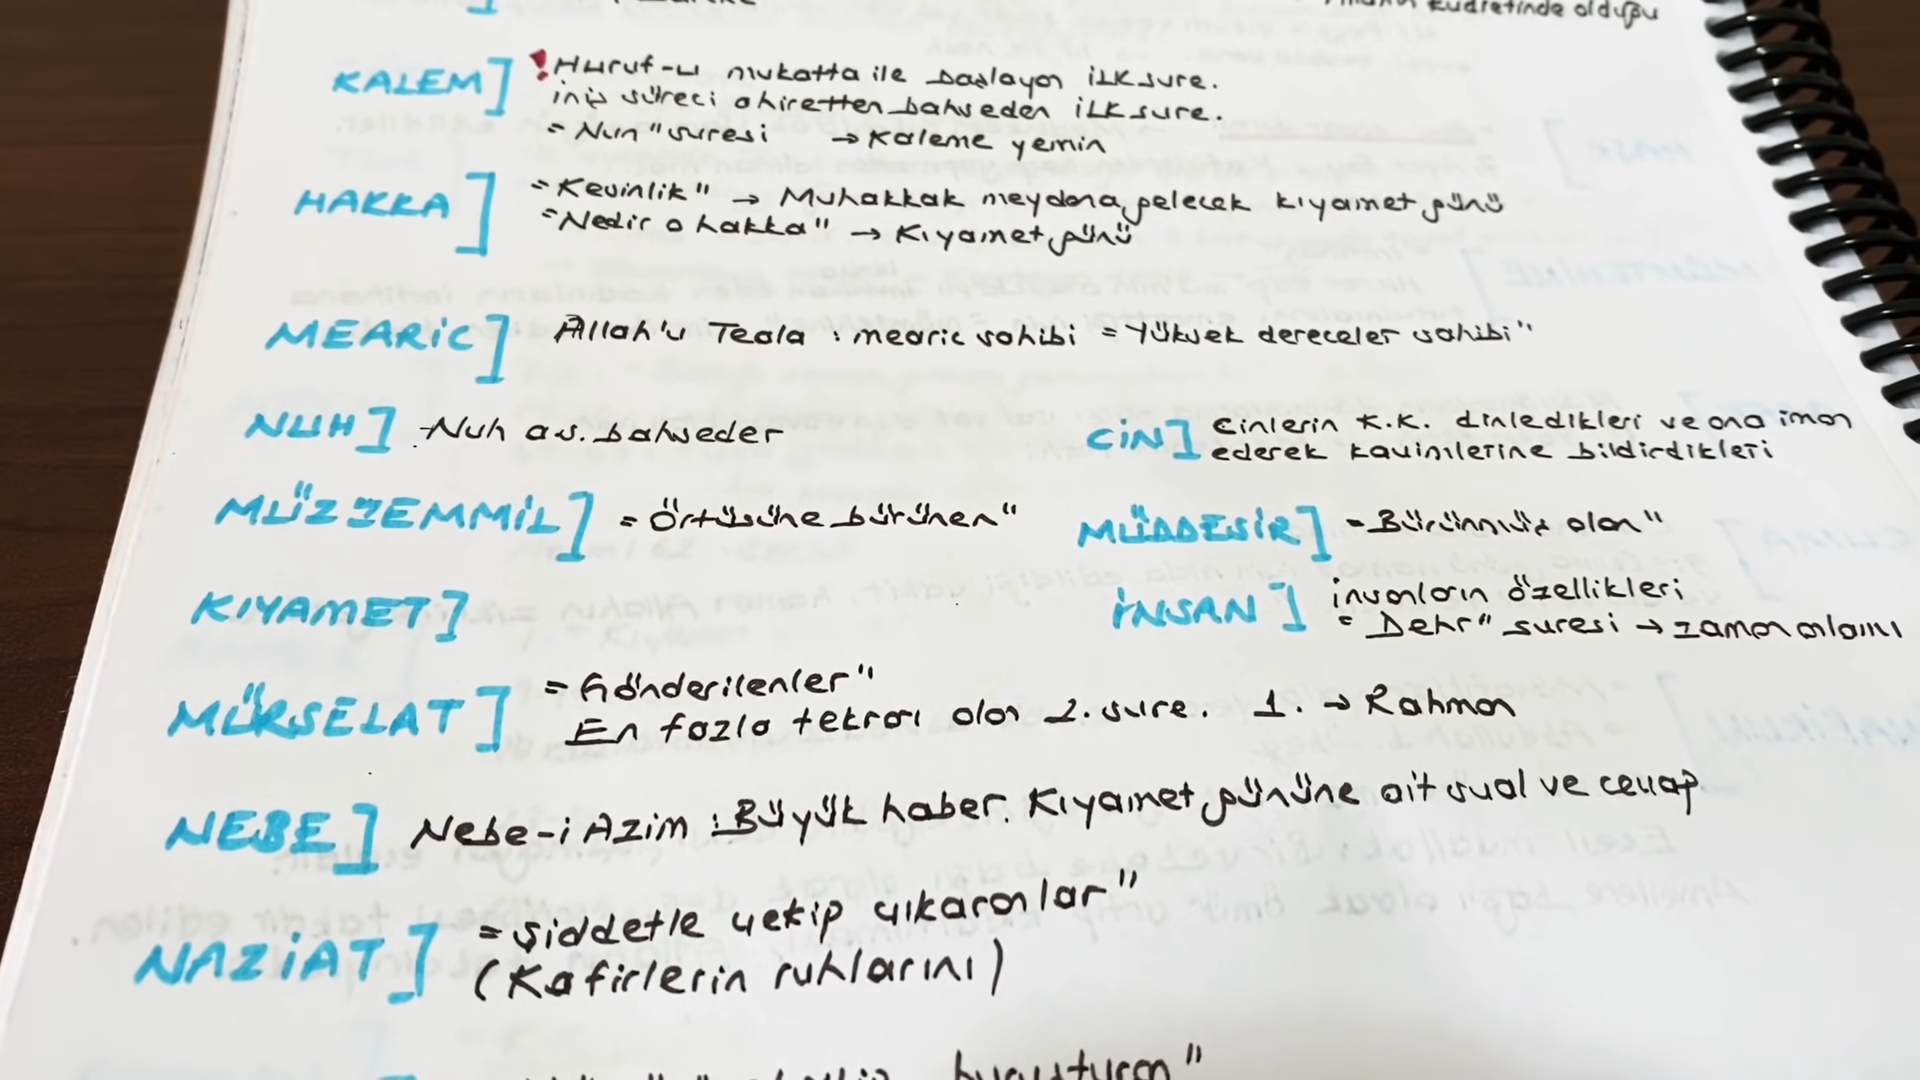 kudretinde olduğu
KALEM] ! Huruf-u mukatta ile başlayan İLK sure.
iniş süreci ahiretten bahseden İLK sure.
"Nun" suresi → Kaleme yemin
HAKKA] "Kesinlik" → Muhakkak meydana gelecek kıyamet günü
"Nedir o hakka" → Kıyamet günü
MEARİC] Allah'u Teala : mearic sahibi "Yüksek dereceler sahibi"
NUH] Nuh a.s. bahseder
CİN] Cinlerin K.K. dinledikleri ve ona iman
ederek kavimlerine bildirdikleri
MÜZZEMMİL] "Örtüsüne bürünen"
MÜDDESİR] "Bürünmüş olan"
KIYAMET]
İNSAN] insanların özellikleri
"Dehr" suresi → zaman anlamı
MÜRSELAT] "Gönderilenler"
En fazla tekrar olan 2. sure. 1. → Rahman
NEBE] Nebe-i Azim : Büyük haber. Kıyamet gününe ait sual ve cevap
NAZİAT] "Şiddetle çekip çıkaranlar"
(Kafirlerin ruhlarını)